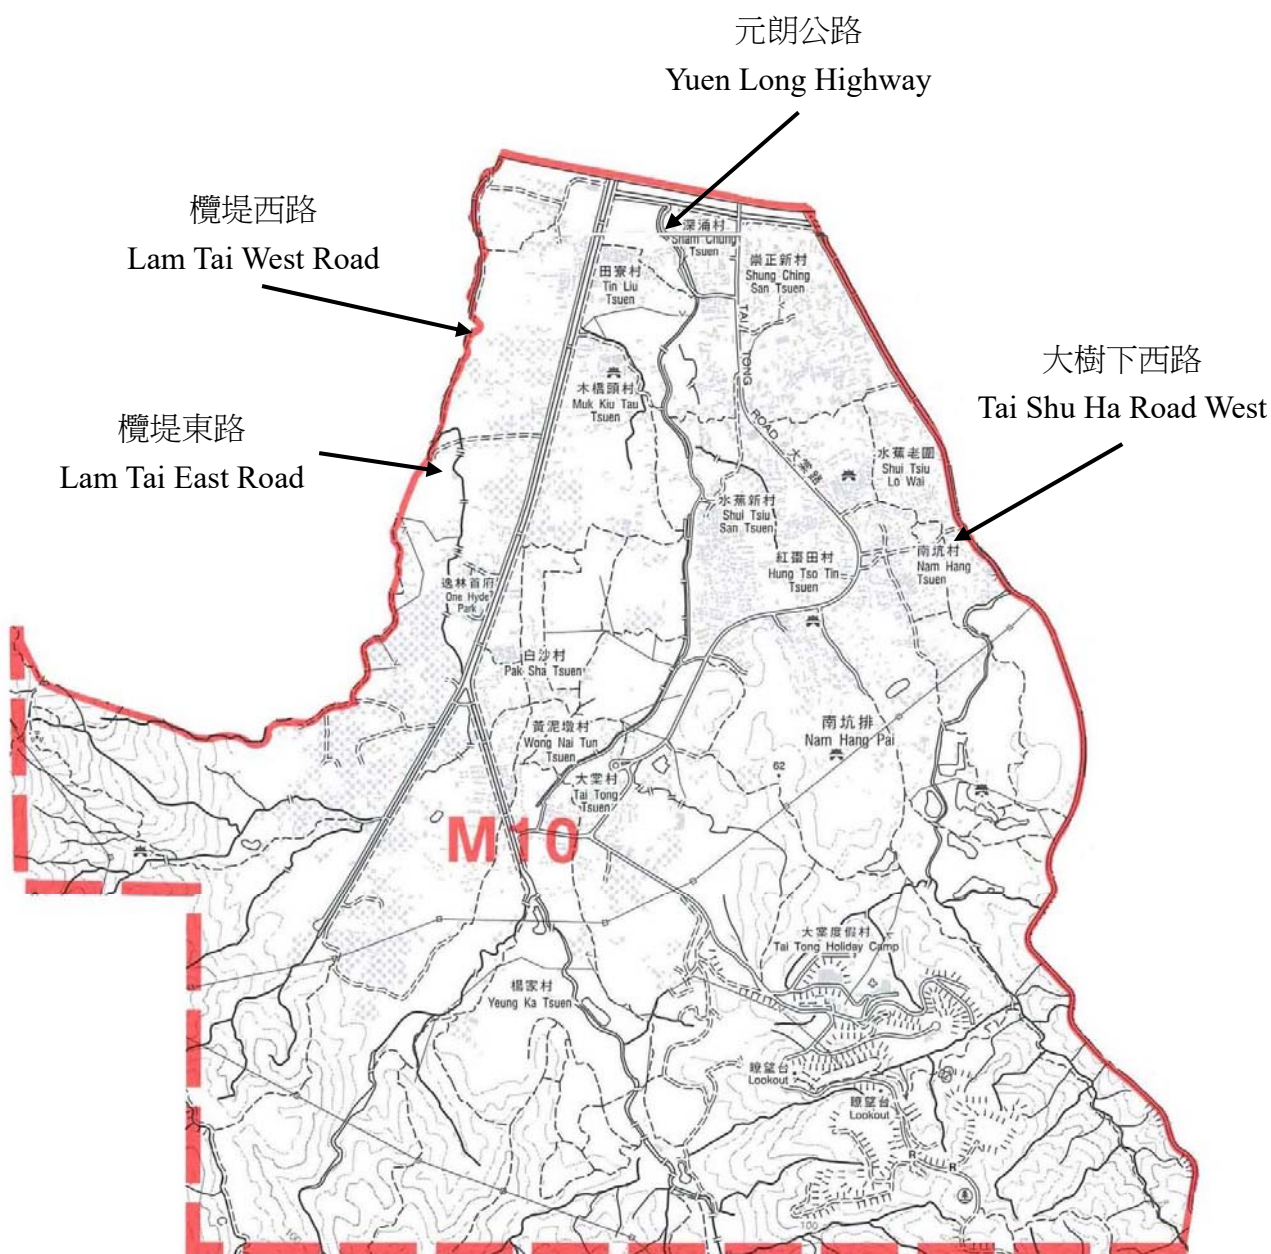 元朗公路
Yuen Long Highway
欖堤西路
Lam Tai West Road
深涌村
Sham Chung
Tsuen
崇正新村
Shung Ching
San Tsuen
田寮村
Tin Liu
Tsuen
TAI TONG ROAD 大棠路
大樹下西路
Tai Shu Ha Road West
木橋頭村
Muk Kiu Tau
Tsuen
欖堤東路
Lam Tai East Road
水蕉老圍
Shui Tsiu
Lo Wai
水蕉新村
Shui Tsiu
San Tsuen
紅棗田村
Hung Tso Tin
Tsuen
南坑村
Nam Hang
Tsuen
逸林首府
One Hyde
Park
白沙村
Pak Sha Tsuen
黃泥墩村
Wong Nai Tun
Tsuen
南坑排
Nam Hang Pai
62
大棠村
Tai Tong
Tsuen
M10
大棠度假村
Tai Tong Holiday Camp
楊家村
Yeung Ka Tsuen
瞭望台
Lookout
瞭望台
Lookout
R
R
100
100